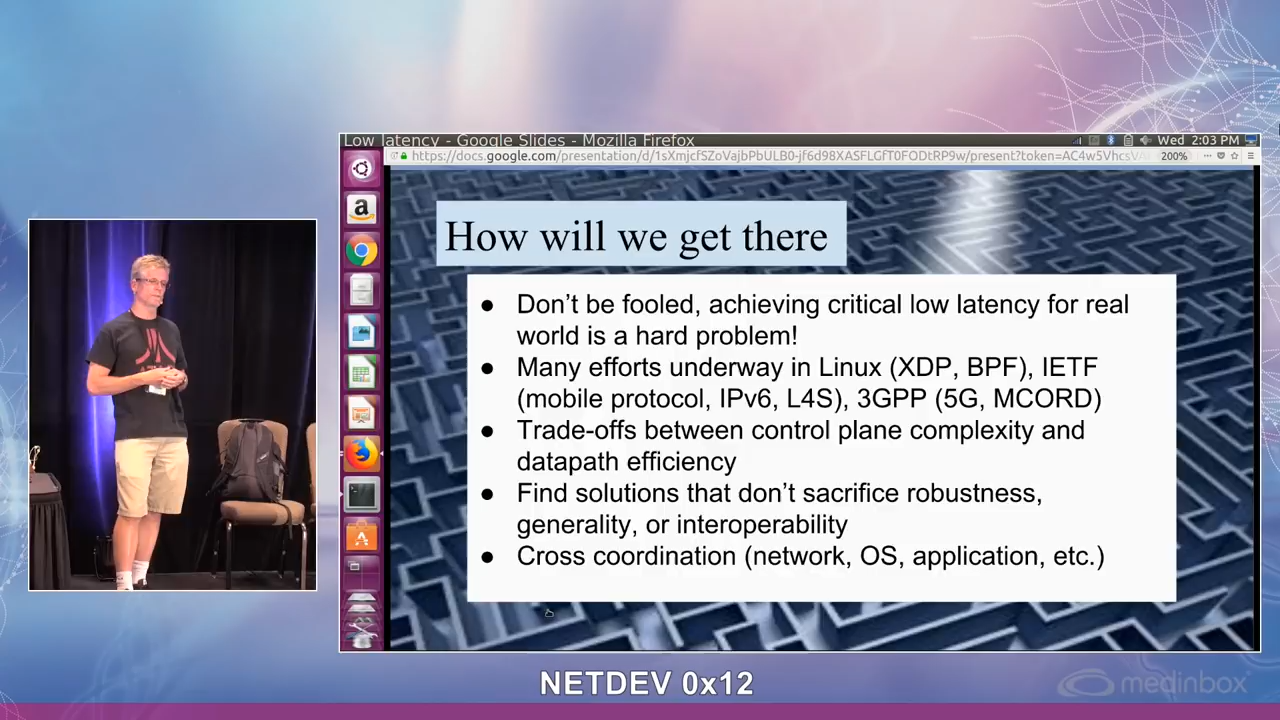 Low latency - Google Slides - Mozilla Firefox
Wed 2:03 PM
https://docs.google.com/presentation/d/1sXmjcfSZoVajbPbULB0-jf6d98XASFLGfT0FODtRP9w/present?token=AC4w5VhcsV
200%
How will we get there
● Don’t be fooled, achieving critical low latency for real
world is a hard problem!
● Many efforts underway in Linux (XDP, BPF), IETF
(mobile protocol, IPv6, L4S), 3GPP (5G, MCORD)
● Trade-offs between control plane complexity and
datapath efficiency
● Find solutions that don’t sacrifice robustness,
generality, or interoperability
● Cross coordination (network, OS, application, etc.)
NETDEV 0x12
medinbox